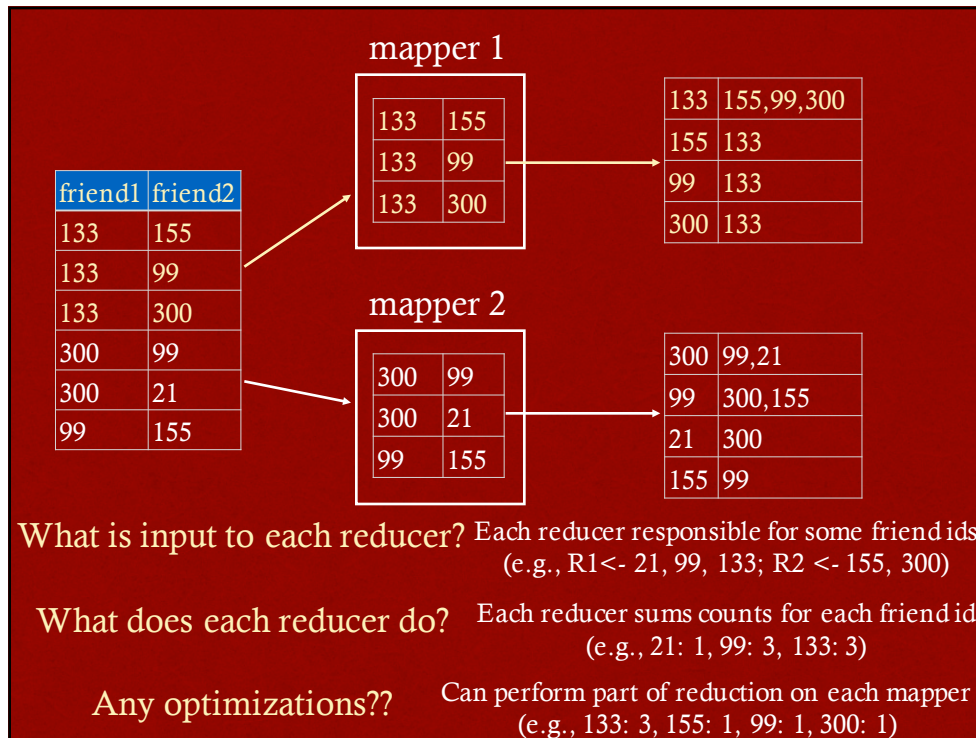 mapper 1
133 155
133 99
133 300
133 155,99,300
155 133
99 133
300 133
friend1 friend2
133 155
133 99
133 300
300 99
300 21
99 155
mapper 2
300 99
300 21
99 155
300 99,21
99 300,155
21 300
155 99
What is input to each reducer?
Each reducer responsible for some friend ids
(e.g., R1<- 21, 99, 133; R2 <- 155, 300)
What does each reducer do?
Each reducer sums counts for each friend id
(e.g., 21: 1, 99: 3, 133: 3)
Any optimizations??
Can perform part of reduction on each mapper
(e.g., 133: 3, 155: 1, 99: 1, 300: 1)